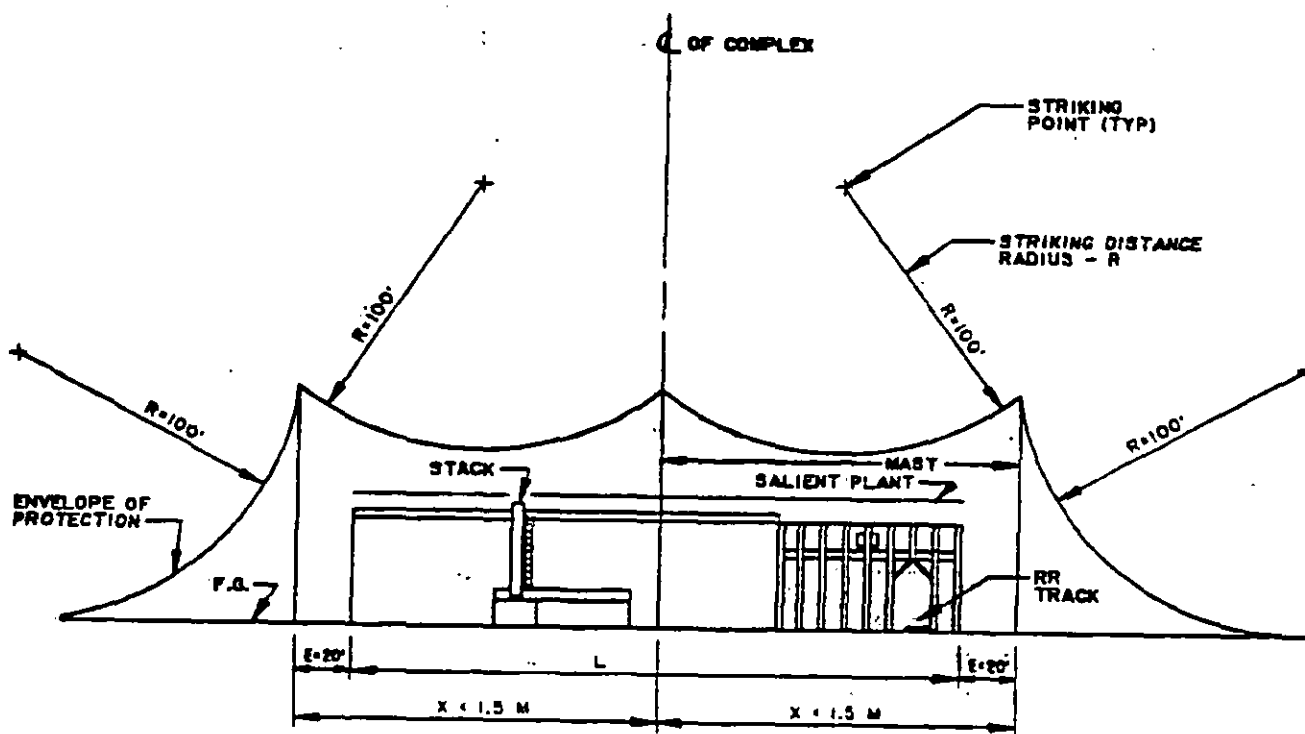 ℄ OF COMPLEX
STRIKING
POINT (TYP)
STRIKING DISTANCE
RADIUS - R
R=100'
R=100'
R=100'
R=100'
MAST
STACK
SALIENT PLANT
ENVELOPE OF
PROTECTION
F.G.
RR
TRACK
E=20'
L
E=20'
X < 1.5 M
X < 1.5 M